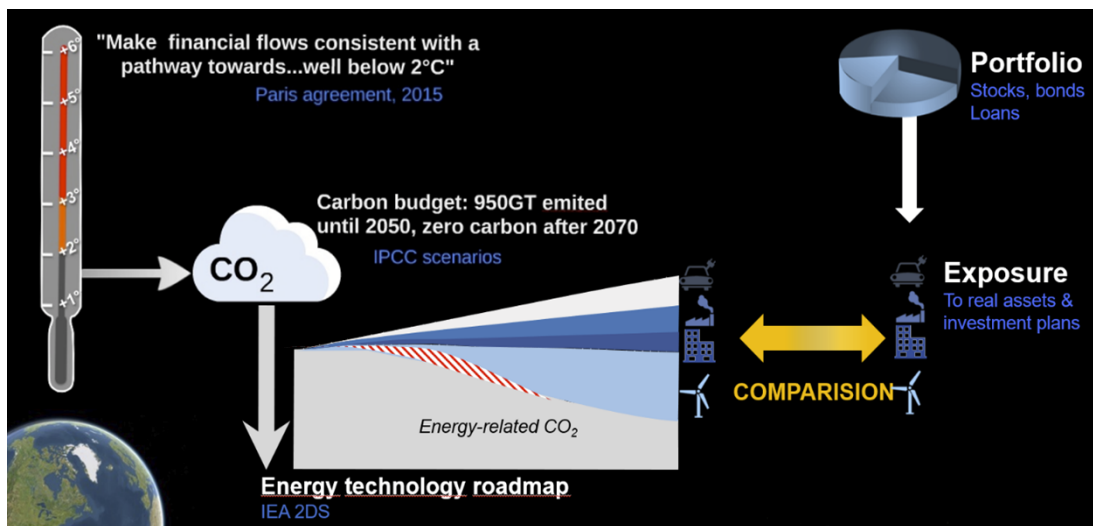 "Make financial flows consistent with a
pathway towards...well below 2°C"
Paris agreement, 2015
+6°
+5°
+4°
+3°
+2°
+1°
Carbon budget: 950GT emited
until 2050, zero carbon after 2070
IPCC scenarios
CO2
Energy-related CO2
Energy technology roadmap
IEA 2DS
Portfolio
Stocks, bonds
Loans
Exposure
To real assets &
investment plans
COMPARISION